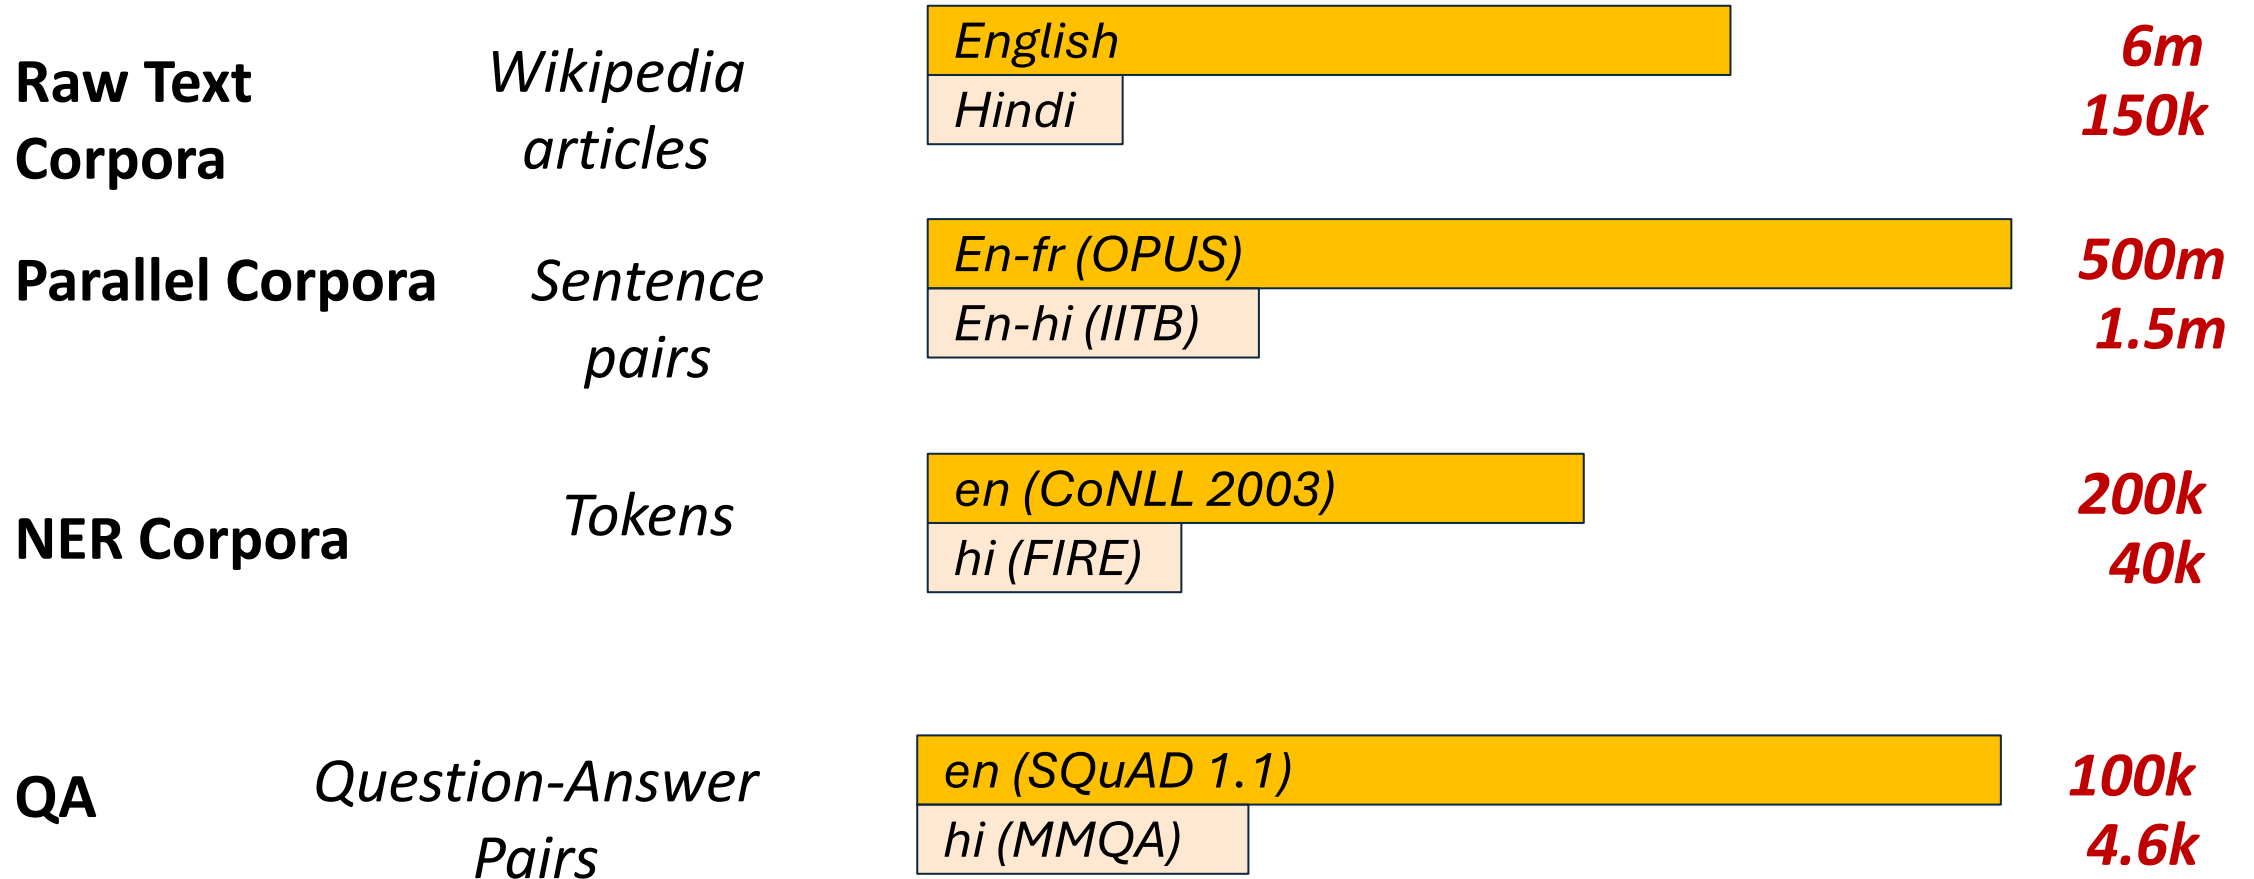 Raw Text
Corpora
Wikipedia
articles
English
Hindi
6m
150k
Parallel Corpora
Sentence
pairs
En-fr (OPUS)
En-hi (IITB)
500m
1.5m
NER Corpora
Tokens
en (CoNLL 2003)
hi (FIRE)
200k
40k
QA
Question-Answer
Pairs
en (SQuAD 1.1)
hi (MMQA)
100k
4.6k